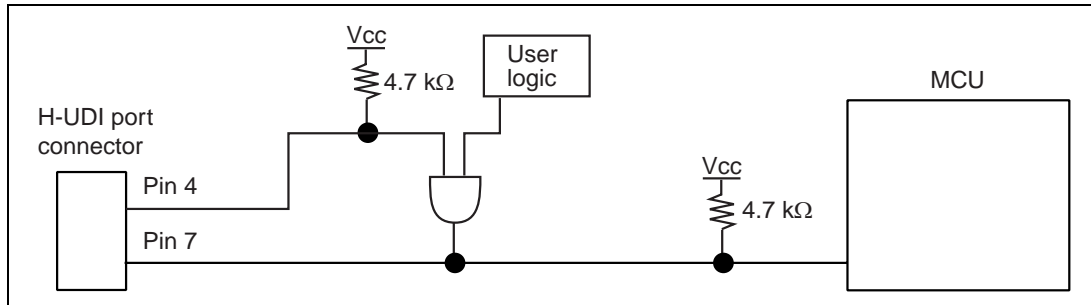 Vcc
4.7 kΩ
User
logic
MCU
H-UDI port
connector
Pin 4
Vcc
4.7 kΩ
Pin 7